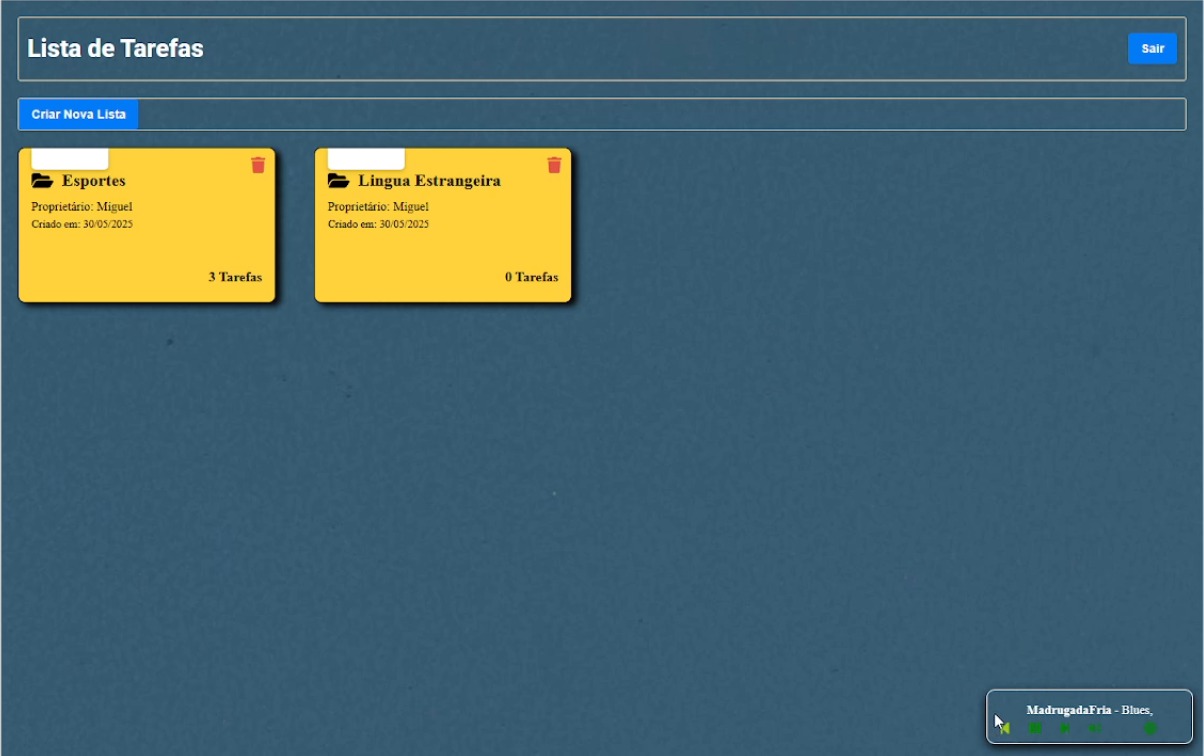 Lista de Tarefas
Sair
Criar Nova Lista
Esportes
Proprietário: Miguel
Criado em: 30/05/2025
3 Tarefas
Lingua Estrangeira
Proprietário: Miguel
Criado em: 30/05/2025
0 Tarefas
MadrugadaFria - Blues,